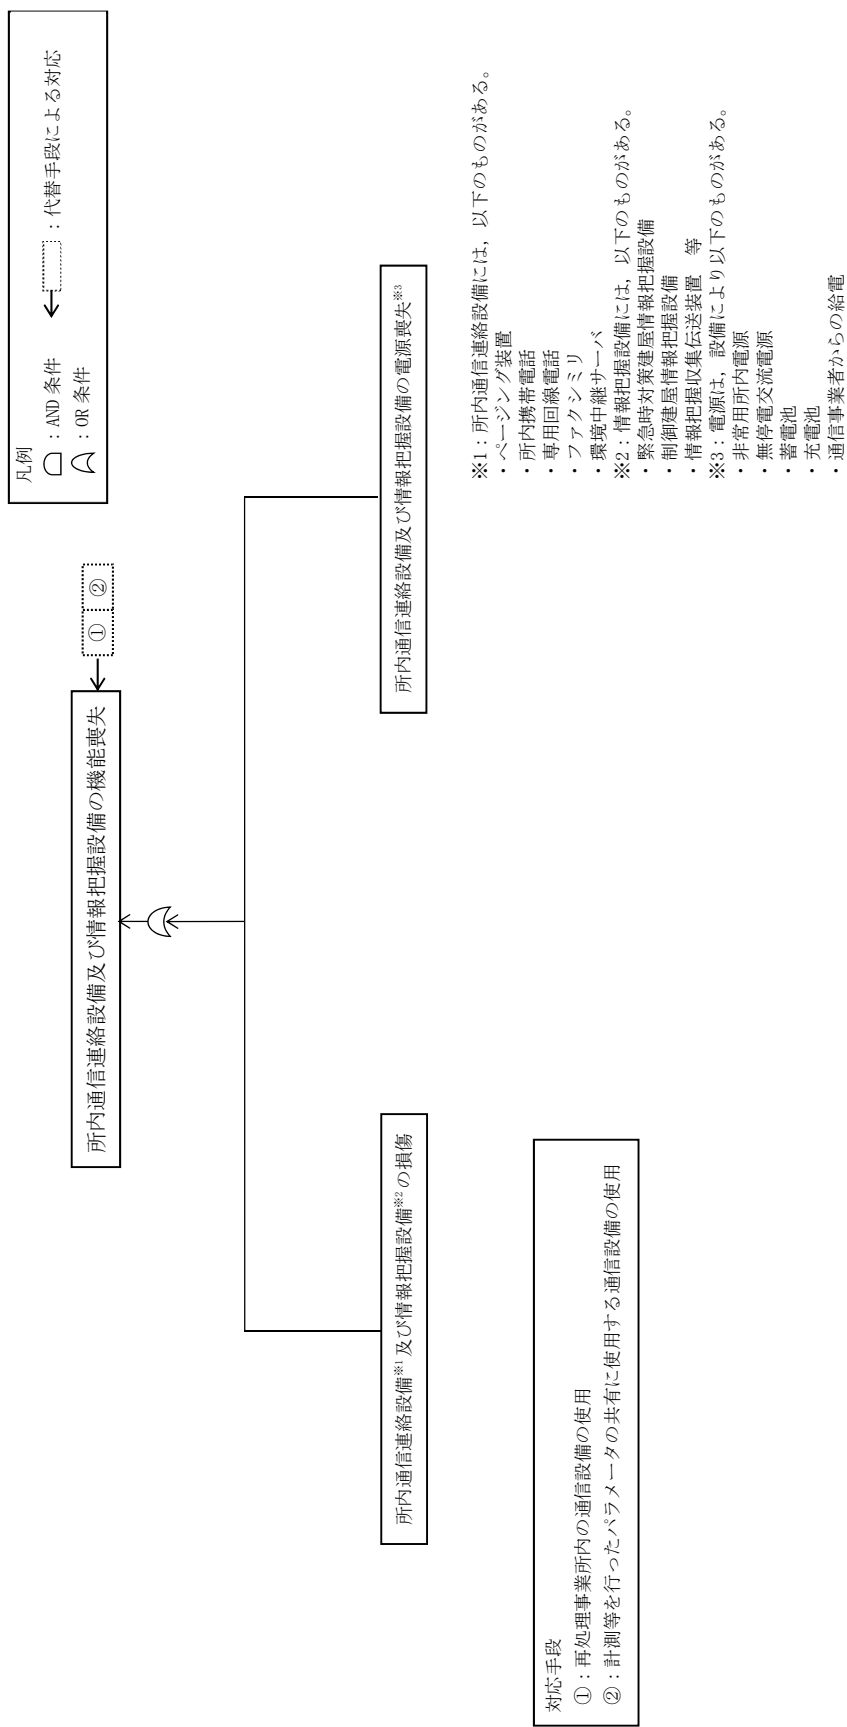 凡例
：AND 条件
：代替手段による対応
：OR 条件
所内通信連絡設備及び情報把握設備の機能喪失
① ②
所内通信連絡設備※1及び情報把握設備※2の損傷
所内通信連絡設備及び情報把握設備の電源喪失※3
対応手段
①：再処理事業所内の通信設備の使用
②：計測等を行ったパラメータの共有に使用する通信設備の使用
※1：所内通信連絡設備には，以下のものがある。
・ページング装置
・所内携帯電話
・専用回線電話
・ファクシミリ
・環境中継サーバ
※2：情報把握設備には，以下のものがある。
・緊急時対策建屋情報把握設備
・制御建屋情報把握設備
・情報把握収集伝送装置　等
※3：電源は，設備により以下のものがある。
・非常用所内電源
・無停電交流電源
・蓄電池
・充電池
・通信事業者からの給電